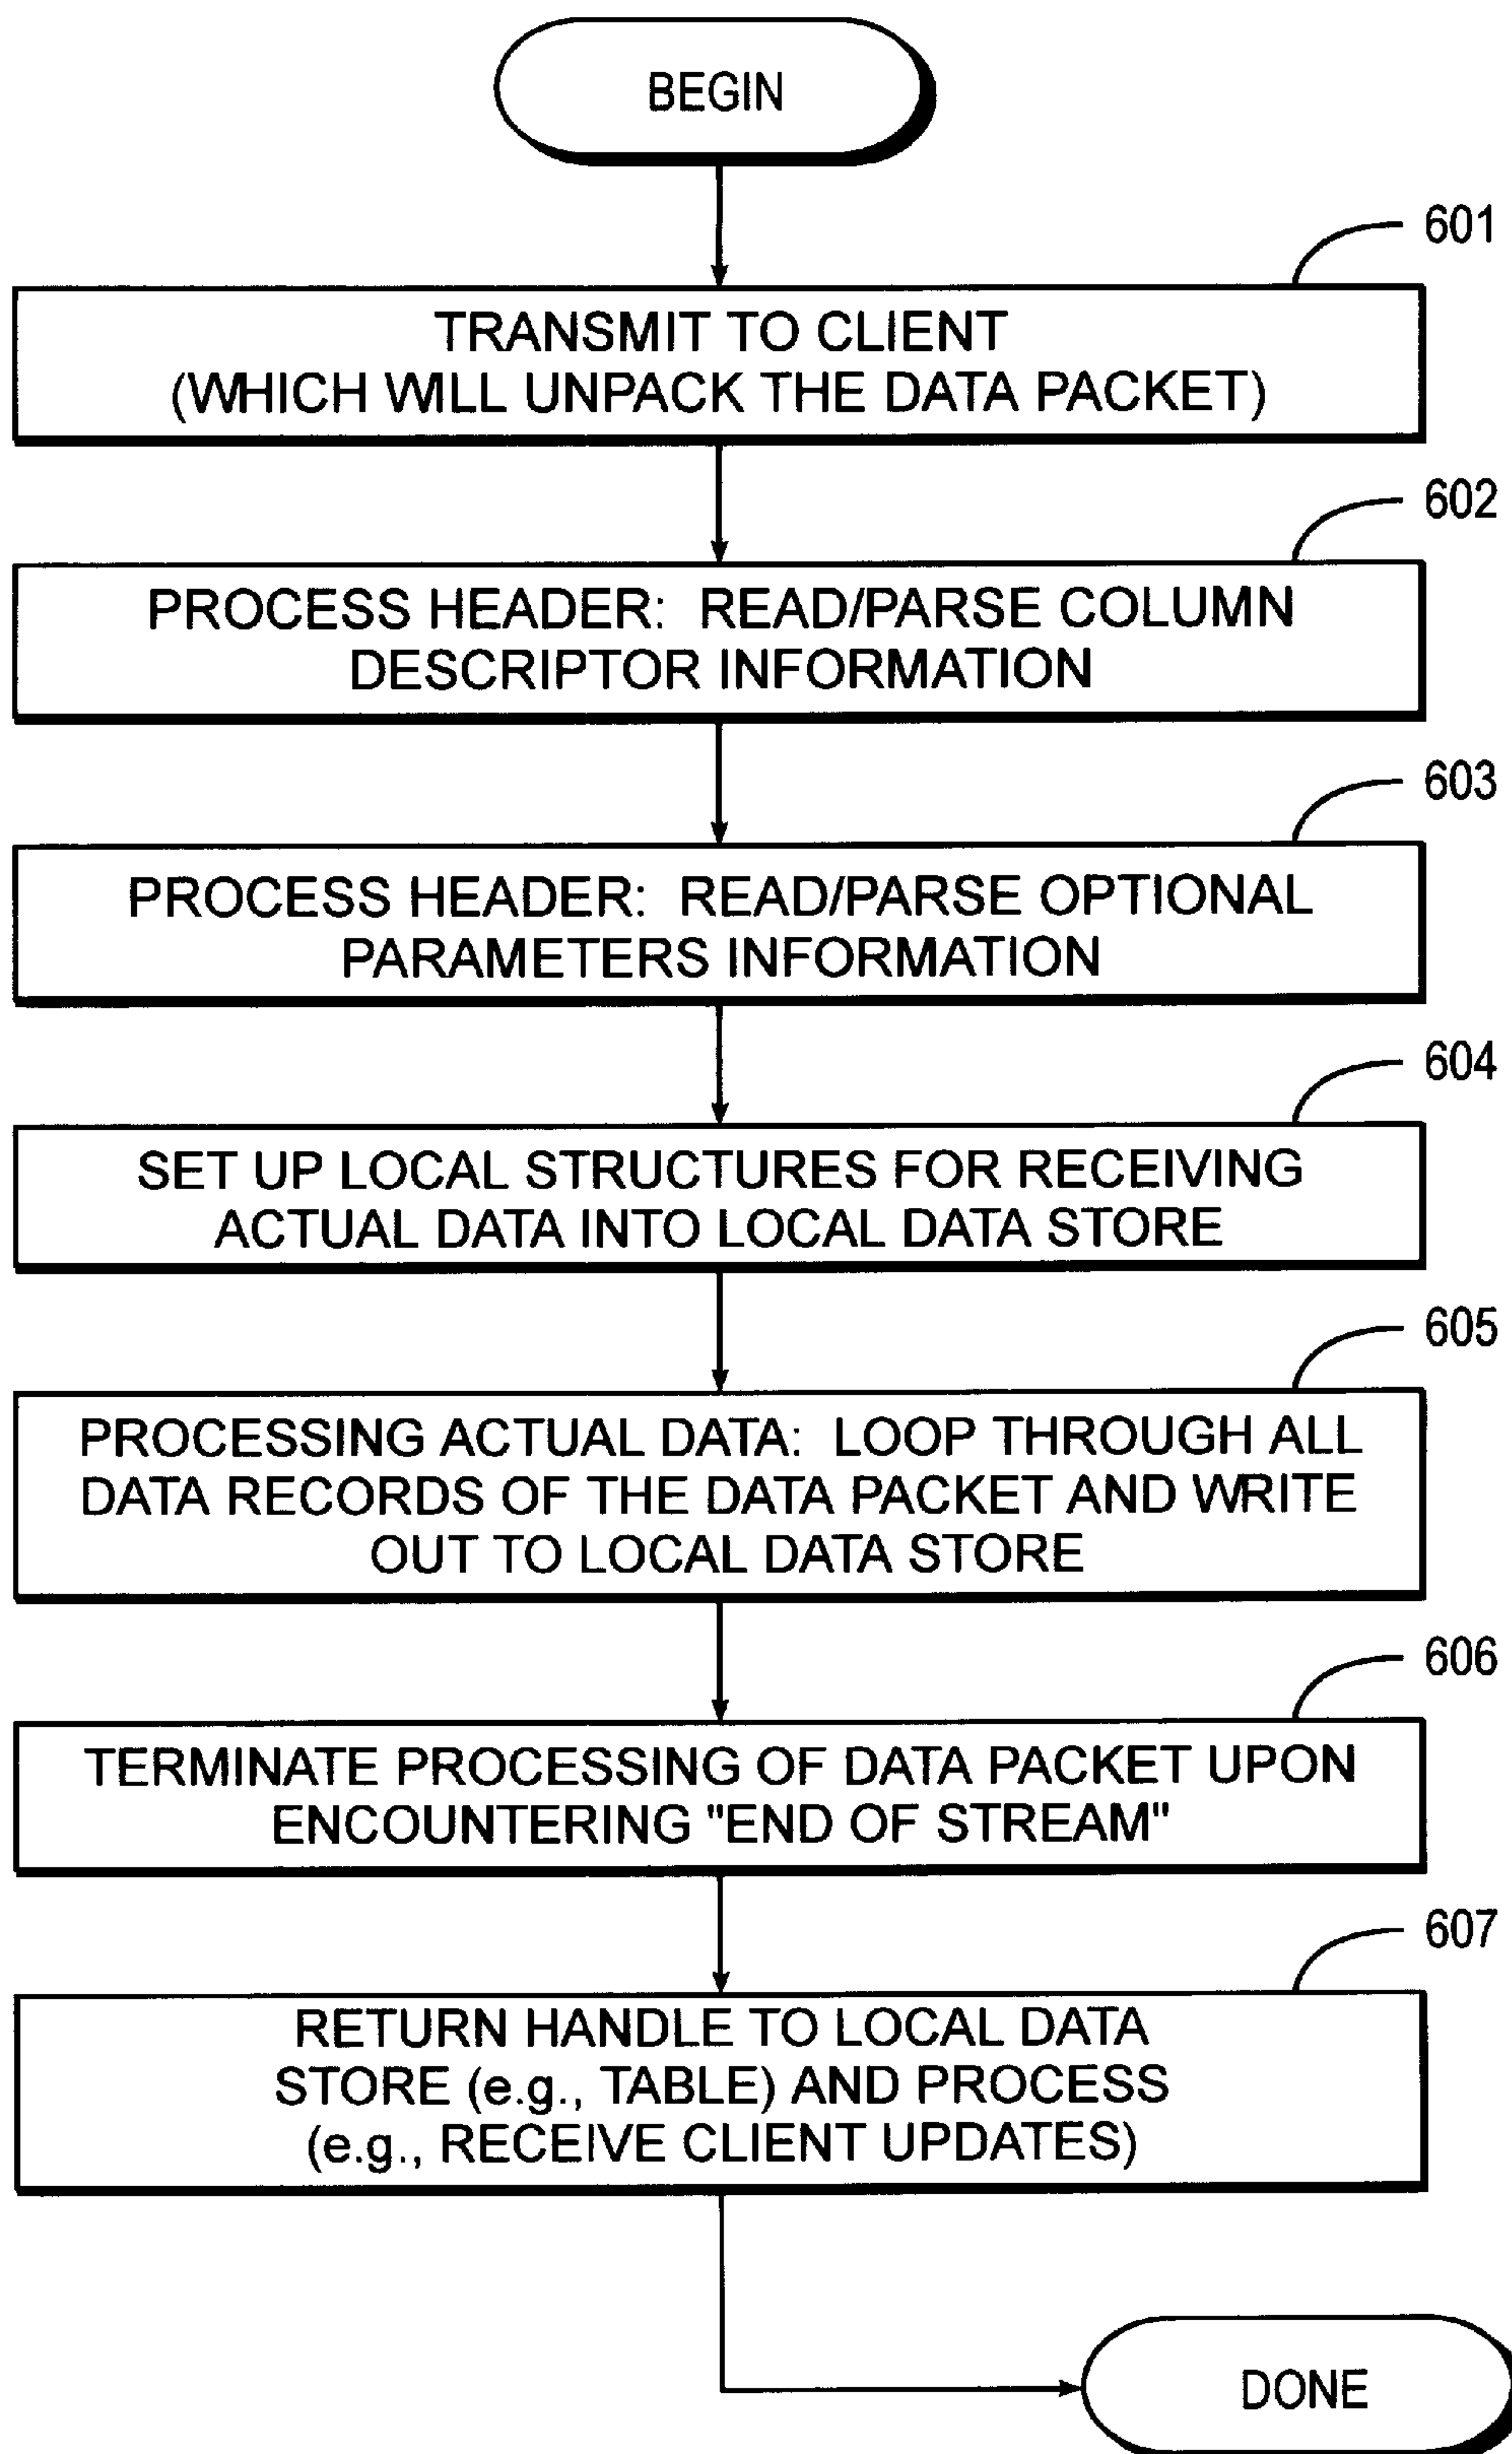 BEGIN
601
TRANSMIT TO CLIENT
(WHICH WILL UNPACK THE DATA PACKET)
602
PROCESS HEADER: READ/PARSE COLUMN
DESCRIPTOR INFORMATION
603
PROCESS HEADER: READ/PARSE OPTIONAL
PARAMETERS INFORMATION
604
SET UP LOCAL STRUCTURES FOR RECEIVING
ACTUAL DATA INTO LOCAL DATA STORE
605
PROCESSING ACTUAL DATA: LOOP THROUGH ALL
DATA RECORDS OF THE DATA PACKET AND WRITE
OUT TO LOCAL DATA STORE
606
TERMINATE PROCESSING OF DATA PACKET UPON
ENCOUNTERING "END OF STREAM"
607
RETURN HANDLE TO LOCAL DATA
STORE (e.g., TABLE) AND PROCESS
(e.g., RECEIVE CLIENT UPDATES)
DONE